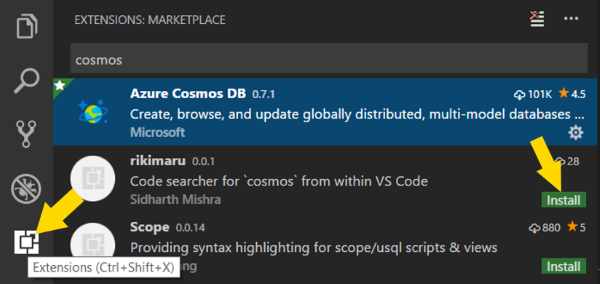 EXTENSIONS: MARKETPLACE
cosmos
Azure Cosmos DB 0.7.1 101K 4.5
Create, browse, and update globally distributed, multi-model databases ...
Microsoft
rikimaru 0.0.1 28
Code searcher for `cosmos` from within VS Code
Sidharth Mishra Install
Scope 0.0.14 880 5
Providing syntax highlighting for scope/usql scripts & views
Extensions (Ctrl+Shift+X) Install